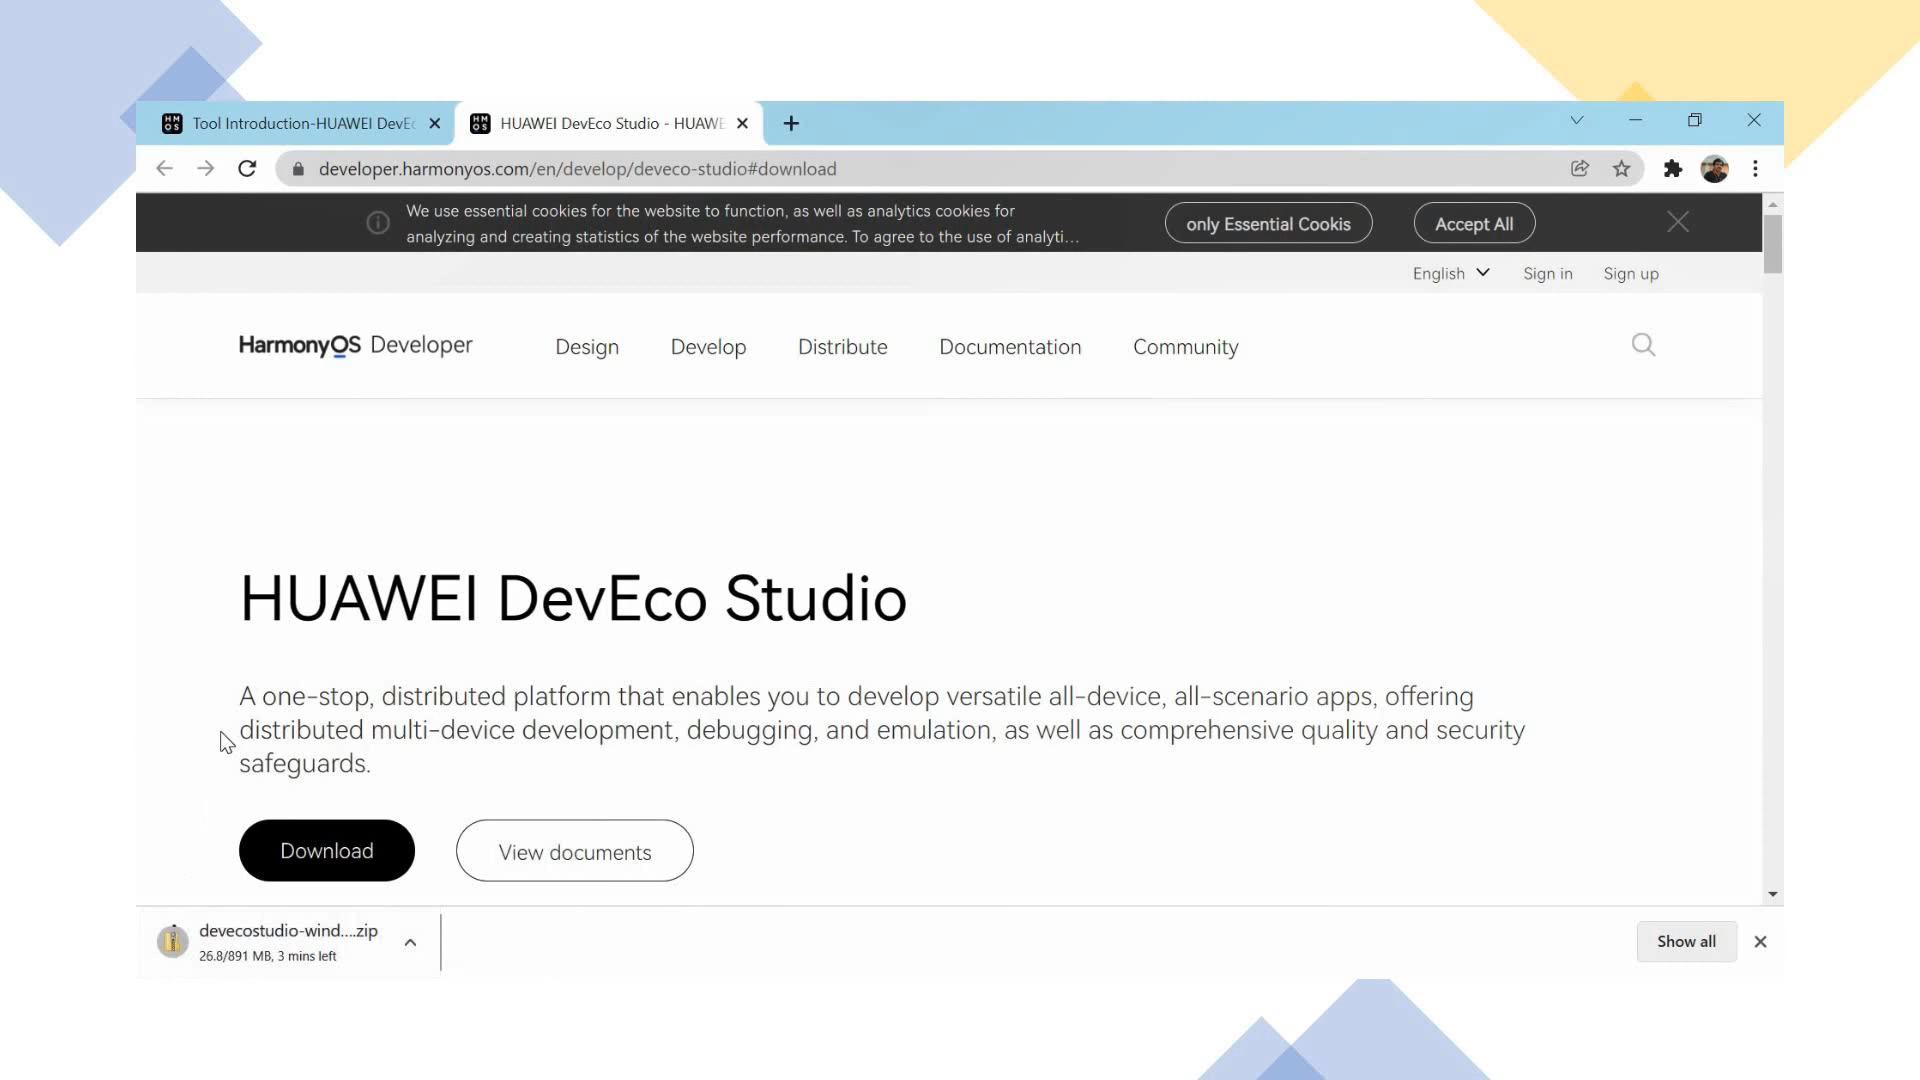 Tool Introduction-HUAWEI DevEc
HUAWEI DevEco Studio - HUAWE
developer.harmonyos.com/en/develop/deveco-studio#download
We use essential cookies for the website to function, as well as analytics cookies for
analyzing and creating statistics of the website performance. To agree to the use of analyti...
only Essential Cookis
Accept All
English
Sign in
Sign up
HarmonyOS Developer
Design
Develop
Distribute
Documentation
Community
HUAWEI DevEco Studio
A one-stop, distributed platform that enables you to develop versatile all-device, all-scenario apps, offering
distributed multi-device development, debugging, and emulation, as well as comprehensive quality and security
safeguards.
Download
View documents
devecostudio-wind....zip
26.8/891 MB, 3 mins left
Show all